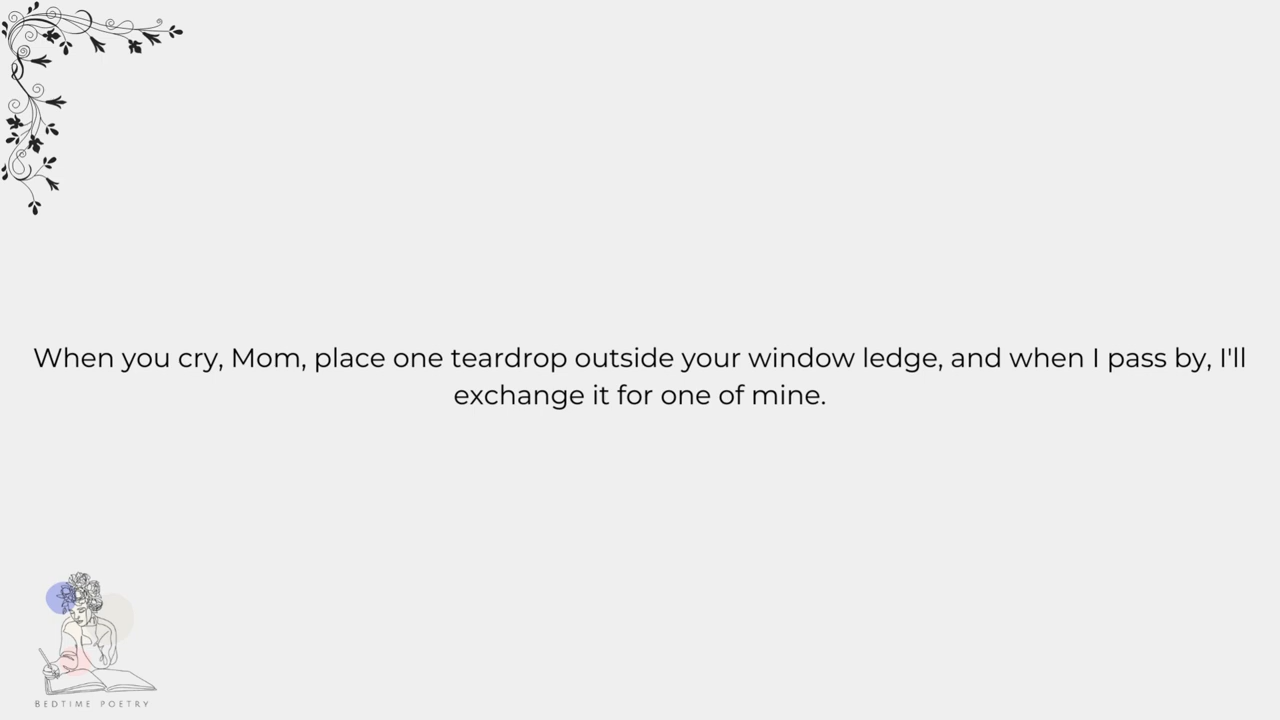 When you cry, Mom, place one teardrop outside your window ledge, and when I pass by, I'll
exchange it for one of mine.
BEDTIME POETRY